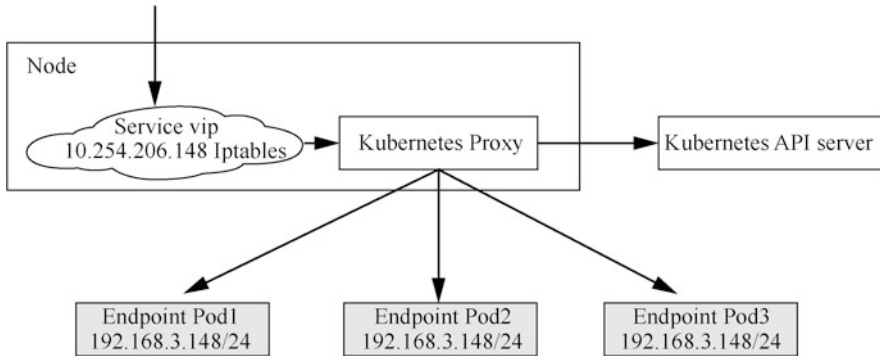 Node
Service vip
10.254.206.148 Iptables
Kubernetes Proxy
Kubernetes API server
Endpoint Pod1
192.168.3.148/24
Endpoint Pod2
192.168.3.148/24
Endpoint Pod3
192.168.3.148/24